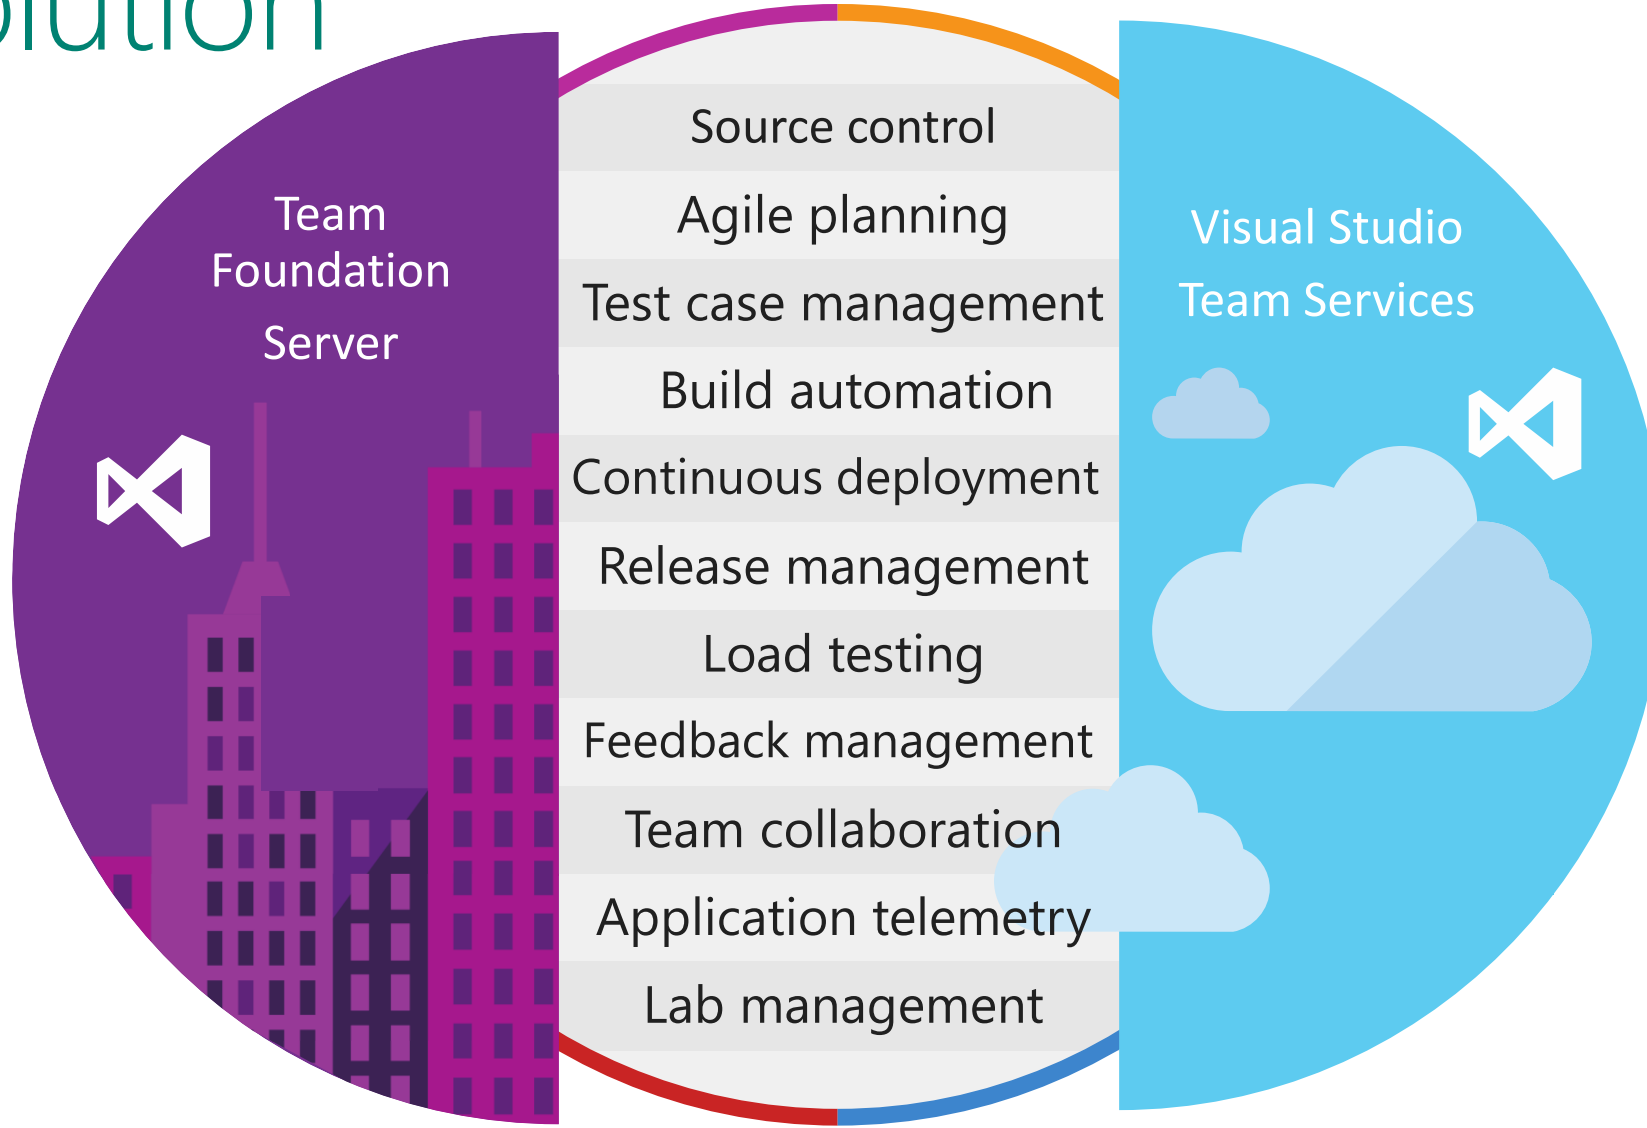 Team
Foundation
Server
Source control
Agile planning
Test case management
Build automation
Continuous deployment
Release management
Load testing
Feedback management
Team collaboration
Application telemetry
Lab management
Visual Studio
Team Services